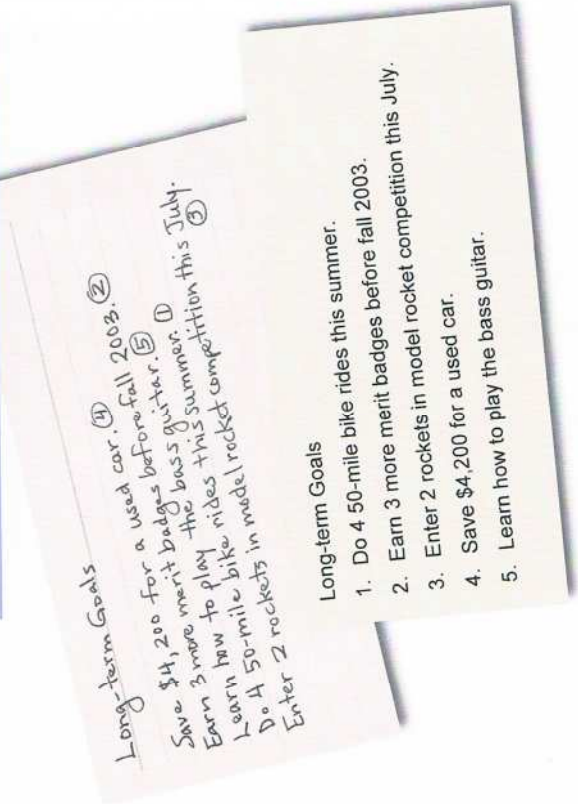 Long-term Goals
Save $4,200 for a used car. ④
Earn 3 more merit badges before fall 2003. ②
Learn how to play the bass guitar. ⑤
Do 4 50-mile bike rides this summer. ①
Enter 2 rockets in model rocket competition this July. ③
Long-term Goals
1. Do 4 50-mile bike rides this summer.
2. Earn 3 more merit badges before fall 2003.
3. Enter 2 rockets in model rocket competition this July.
4. Save $4,200 for a used car.
5. Learn how to play the bass guitar.